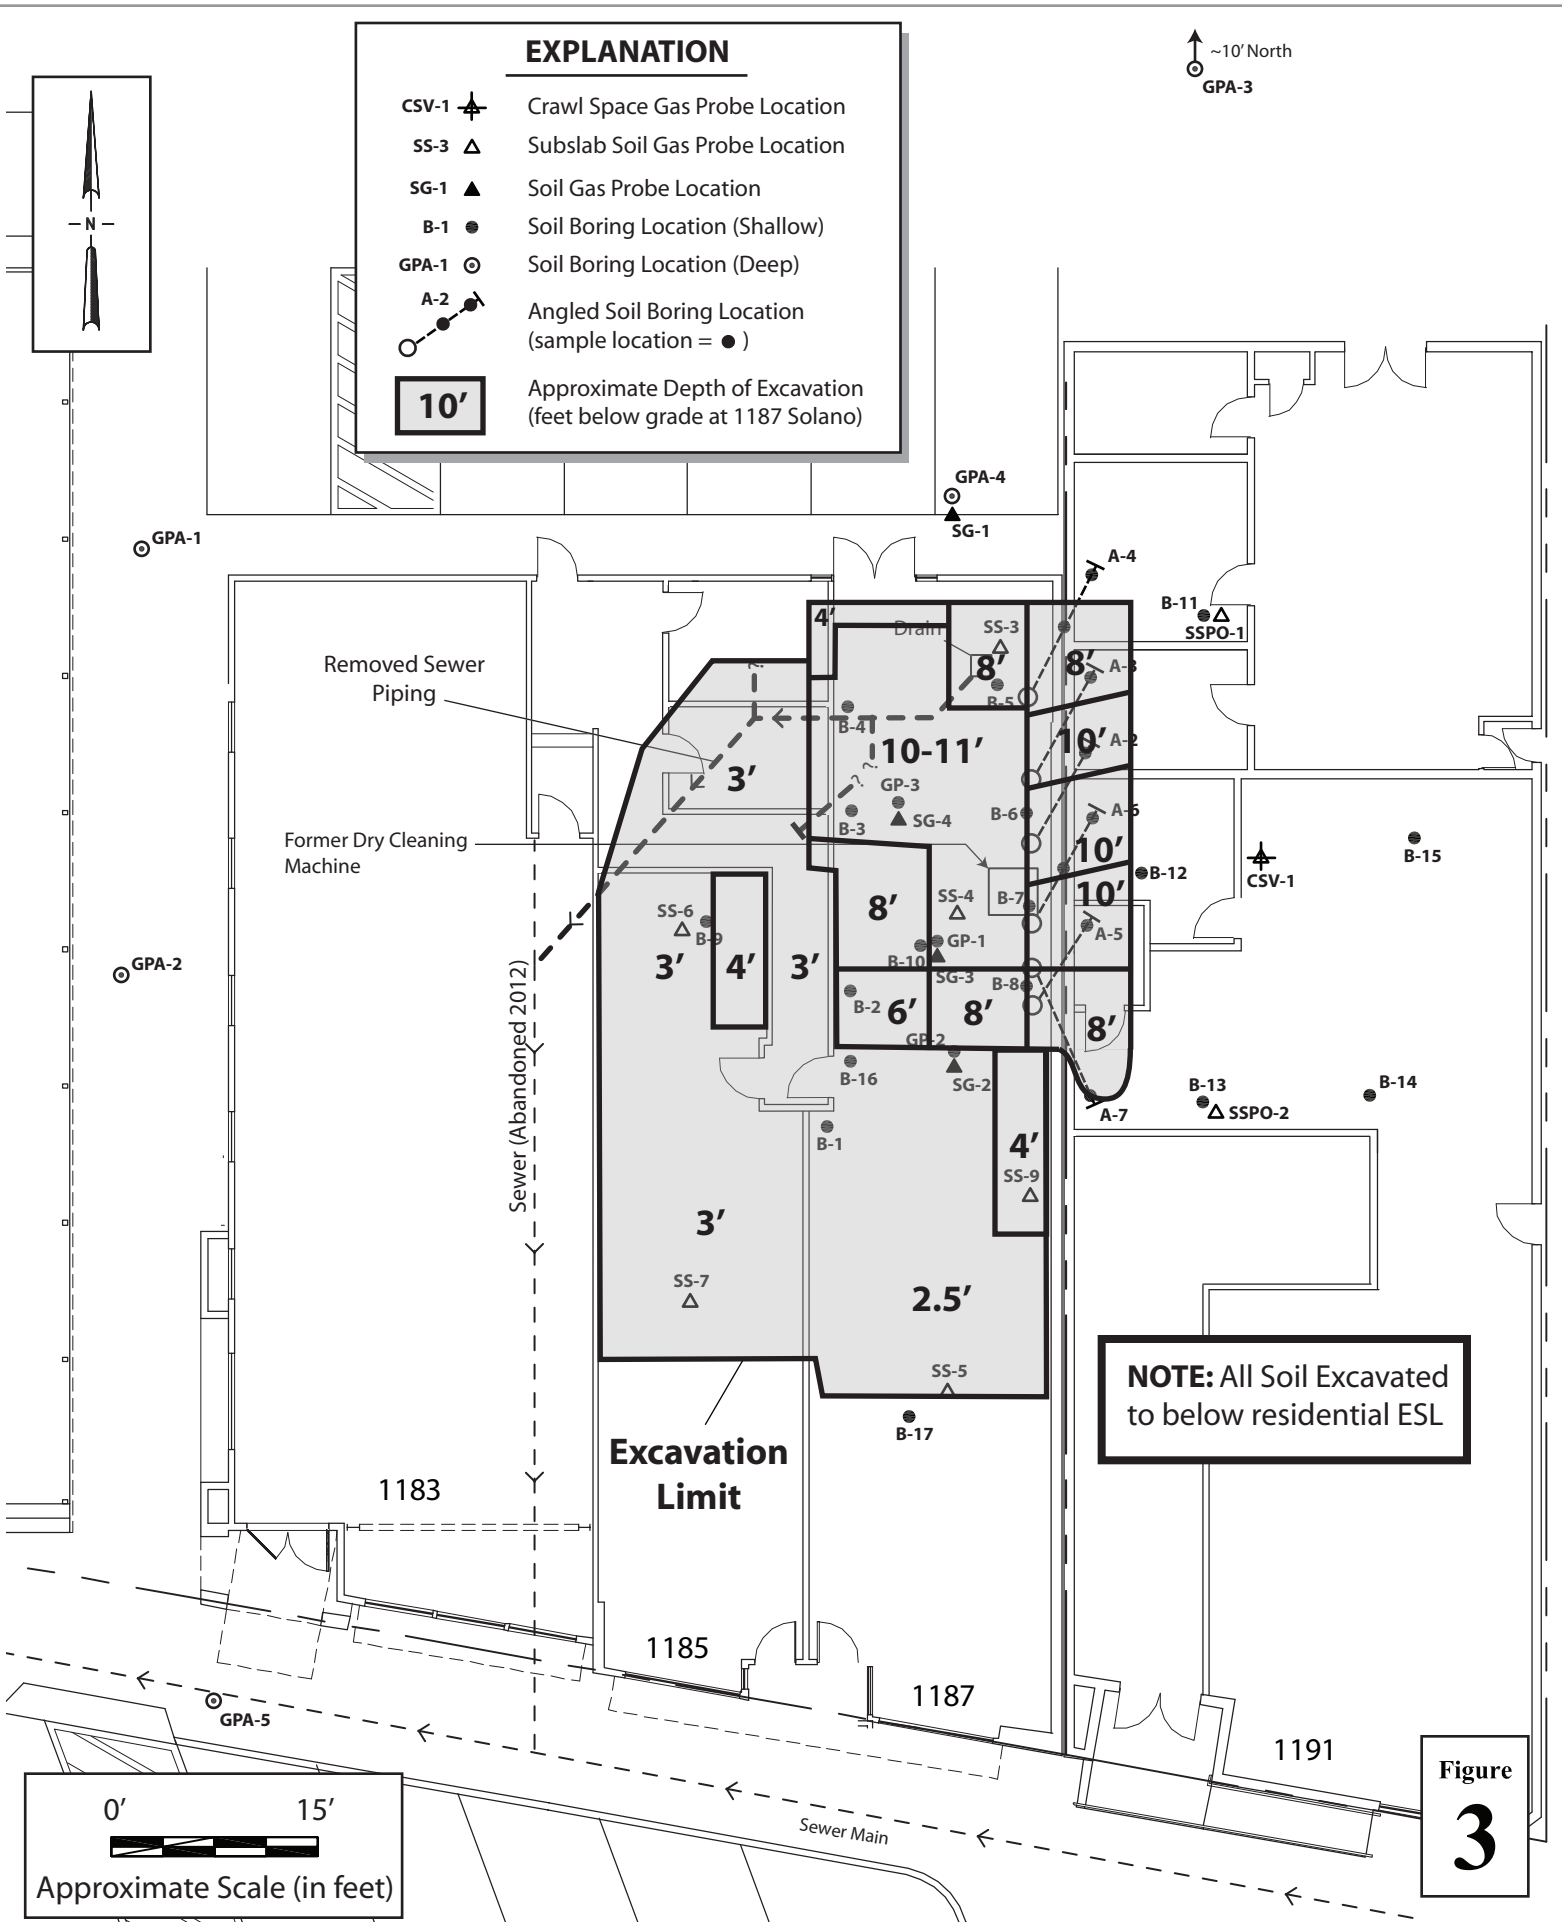 EXPLANATION
CSV-1 Crawl Space Gas Probe Location
SS-3 Subslab Soil Gas Probe Location
SG-1 Soil Gas Probe Location
B-1 Soil Boring Location (Shallow)
GPA-1 Soil Boring Location (Deep)
A-2 Angled Soil Boring Location
(sample location = ● )
10’ Approximate Depth of Excavation
(feet below grade at 1187 Solano)
~10’ North
GPA-3
N
GPA-4
SG-1
GPA-1
A-4
B-11
SSPO-1
4’
Drain
SS-3
8’
B-5
8’
A-3
Removed Sewer
Piping
?
B-4
10-11’
10’
A-2
3’
? ?
GP-3
SG-4
B-3
B-6
A-6
10’
Former Dry Cleaning
Machine
B-15
CSV-1
B-12
10’
8’
SS-4
B-7
SS-6
B-9
GP-1
B-10
A-5
GPA-2
3’
4’
3’
SG-3
B-8
B-2
6’
8’
8’
Sewer (Abandoned 2012)
GP-2
B-16
SG-2
A-7
B-13
SSPO-2
B-14
B-1
4’
SS-9
3’
SS-7
2.5’
SS-5
B-17
NOTE: All Soil Excavated
to below residential ESL
Excavation
Limit
1183
1185
1187
1191
GPA-5
Sewer Main
0’ 15’
Approximate Scale (in feet)
Figure
3